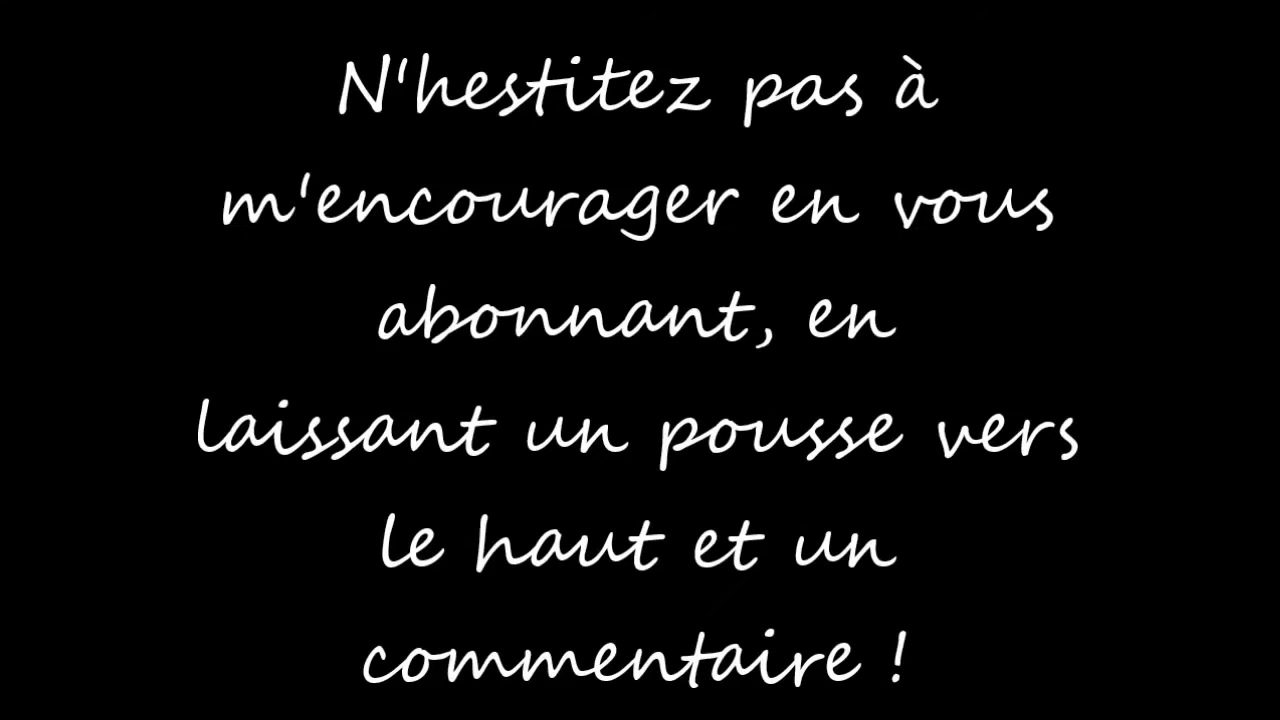 N'hestitez pas à
m'encourager en vous
abonnant, en
laissant un pousse vers
le haut et un
commentaire !